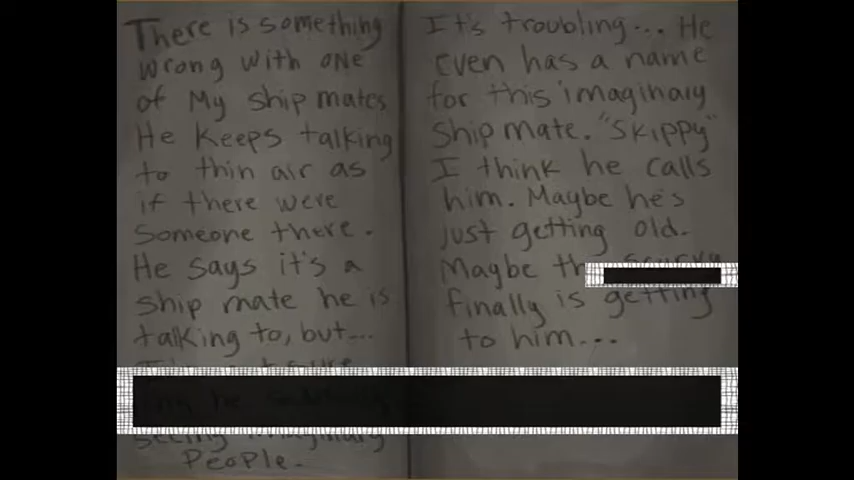 There is something
wrong with ONe
of My ship mates
He Keeps talking
to thin air as
if there were
Someone there.
He says it's a
ship mate he is
talking to, but...
seeing imaginary
People.
It's troubling... He
even has a name
for this imaginary
Ship mate. "Skippy"
I think he calls
him. Maybe he's
just getting old.
Maybe the
finally is getting
to him...